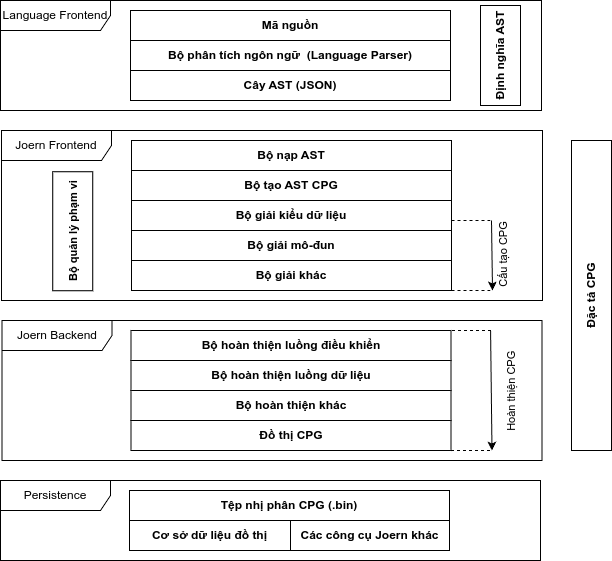 Language Frontend
Mã nguồn
Bộ phân tích ngôn ngữ (Language Parser)
Cây AST (JSON)
Định nghĩa AST
Joern Frontend
Bộ nạp AST
Bộ tạo AST CPG
Bộ giải kiểu dữ liệu
Bộ giải mô-đun
Bộ giải khác
Bộ quản lý phạm vi
Cấu tạo CPG
Đặc tả CPG
Joern Backend
Bộ hoàn thiện luồng điều khiển
Bộ hoàn thiện luồng dữ liệu
Bộ hoàn thiện khác
Đồ thị CPG
Hoàn thiện CPG
Persistence
Tệp nhị phân CPG (.bin)
Cơ sở dữ liệu đồ thị
Các công cụ Joern khác